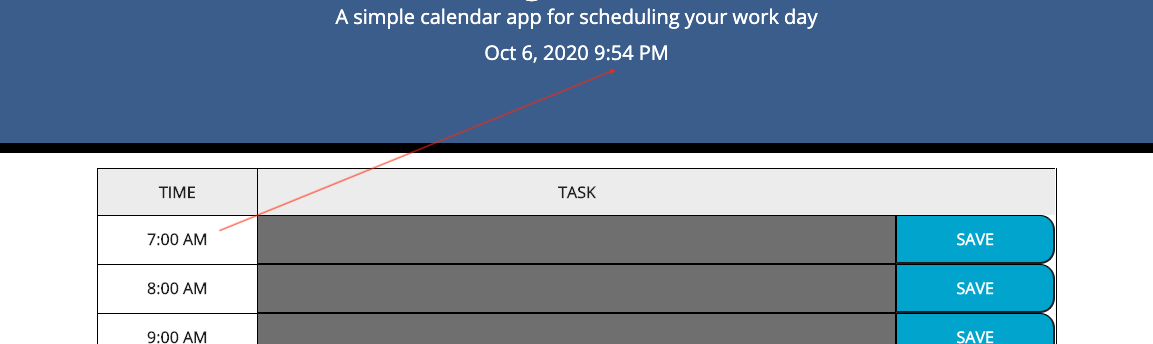 A simple calendar app for scheduling your work day
Oct 6, 2020 9:54 PM
TIME TASK
7:00 AM SAVE
8:00 AM SAVE
9:00 AM SAVE